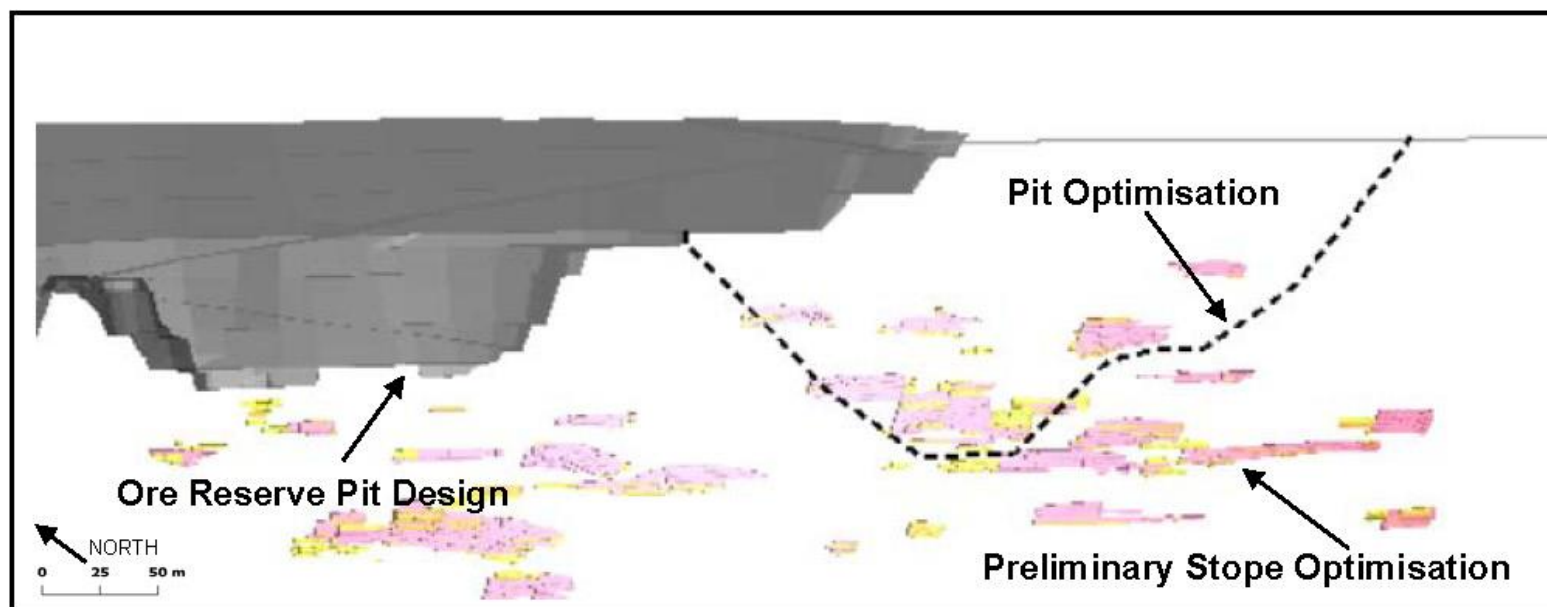 Pit Optimisation
Ore Reserve Pit Design
NORTH
0 25 50 m
Preliminary Stope Optimisation